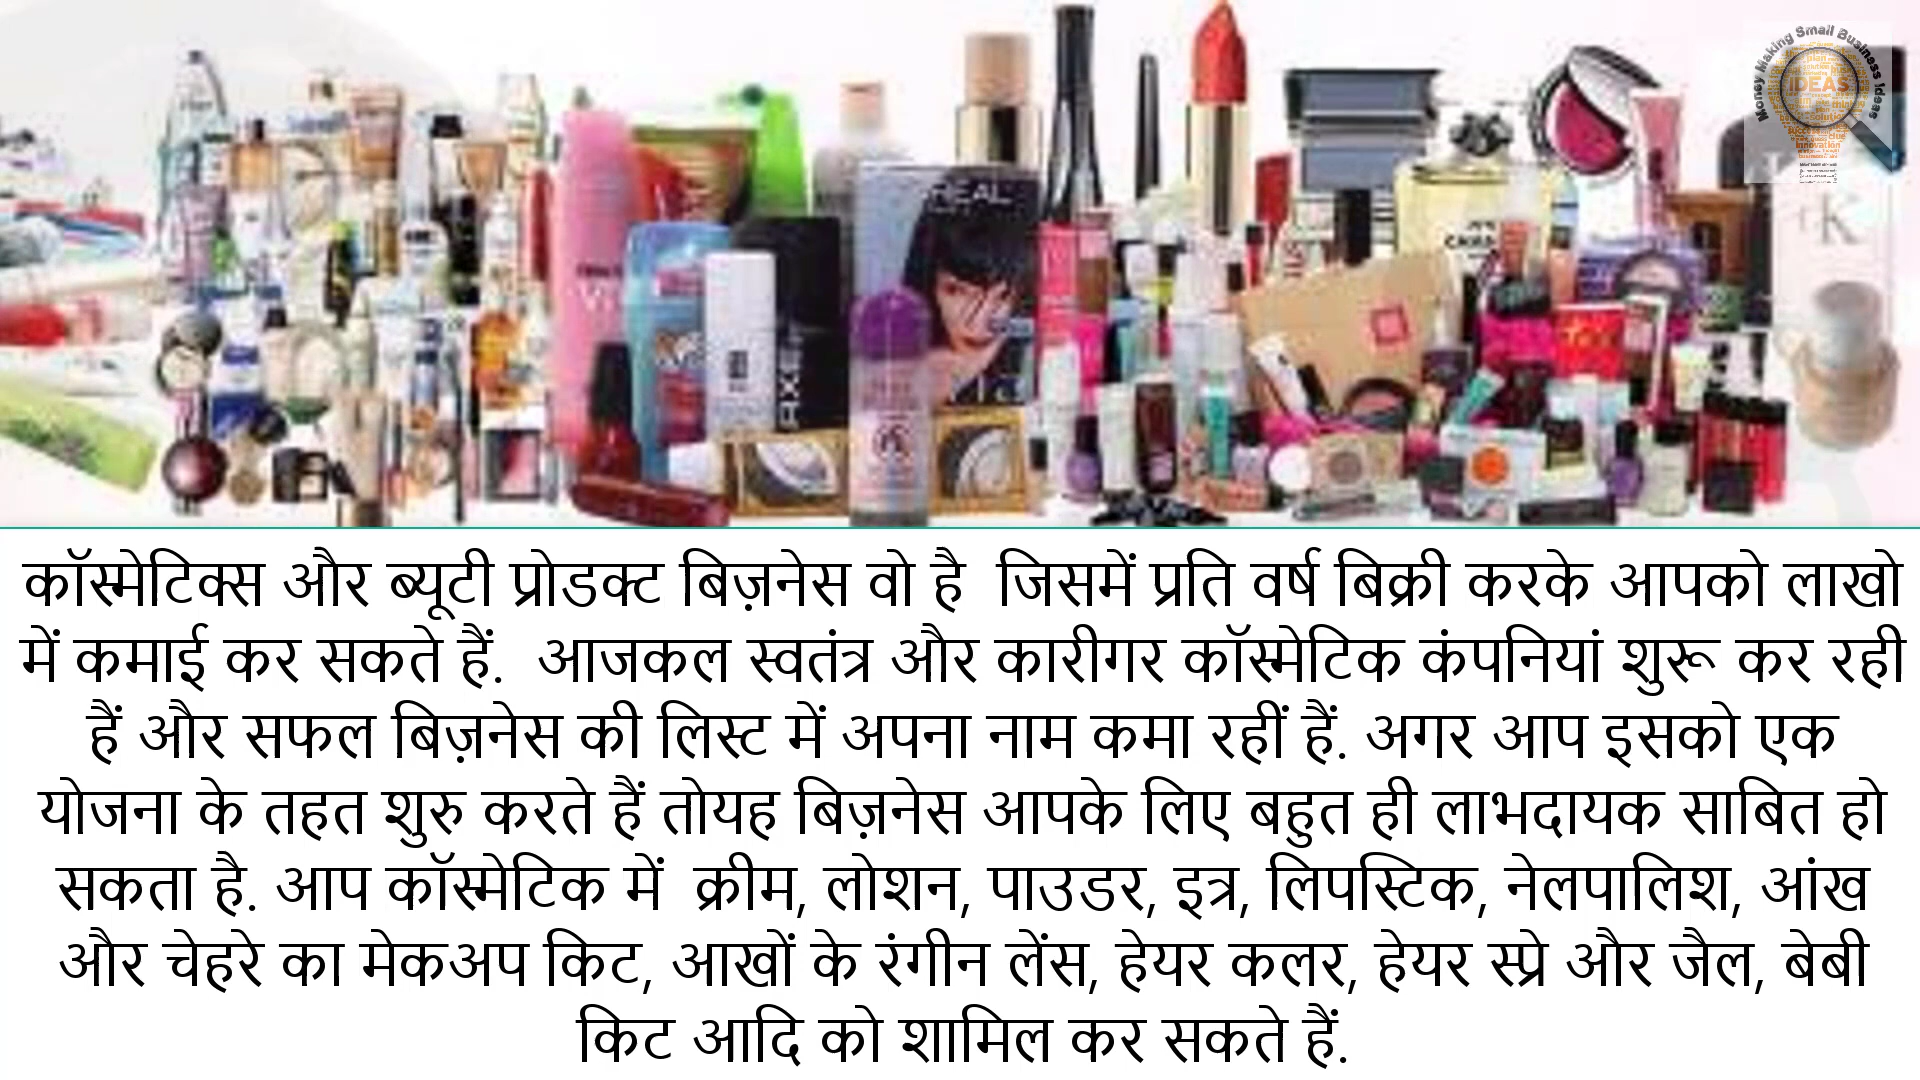 Money Making Small Business Ideas
IDEAS
REAL
AXE
K
कॉस्मेटिक्स और ब्यूटी प्रोडक्ट बिज़नेस वो है  जिसमें प्रति वर्ष बिक्री करके आपको लाखो
में कमाई कर सकते हैं.  आजकल स्वतंत्र और कारीगर कॉस्मेटिक कंपनियां शुरू कर रही
हैं और सफल बिज़नेस की लिस्ट में अपना नाम कमा रहीं हैं. अगर आप इसको एक
योजना के तहत शुरु करते हैं तोयह बिज़नेस आपके लिए बहुत ही लाभदायक साबित हो
सकता है. आप कॉस्मेटिक में  क्रीम, लोशन, पाउडर, इत्र, लिपस्टिक, नेलपालिश, आंख
और चेहरे का मेकअप किट, आखों के रंगीन लेंस, हेयर कलर, हेयर स्प्रे और जैल, बेबी
किट आदि को शामिल कर सकते हैं.